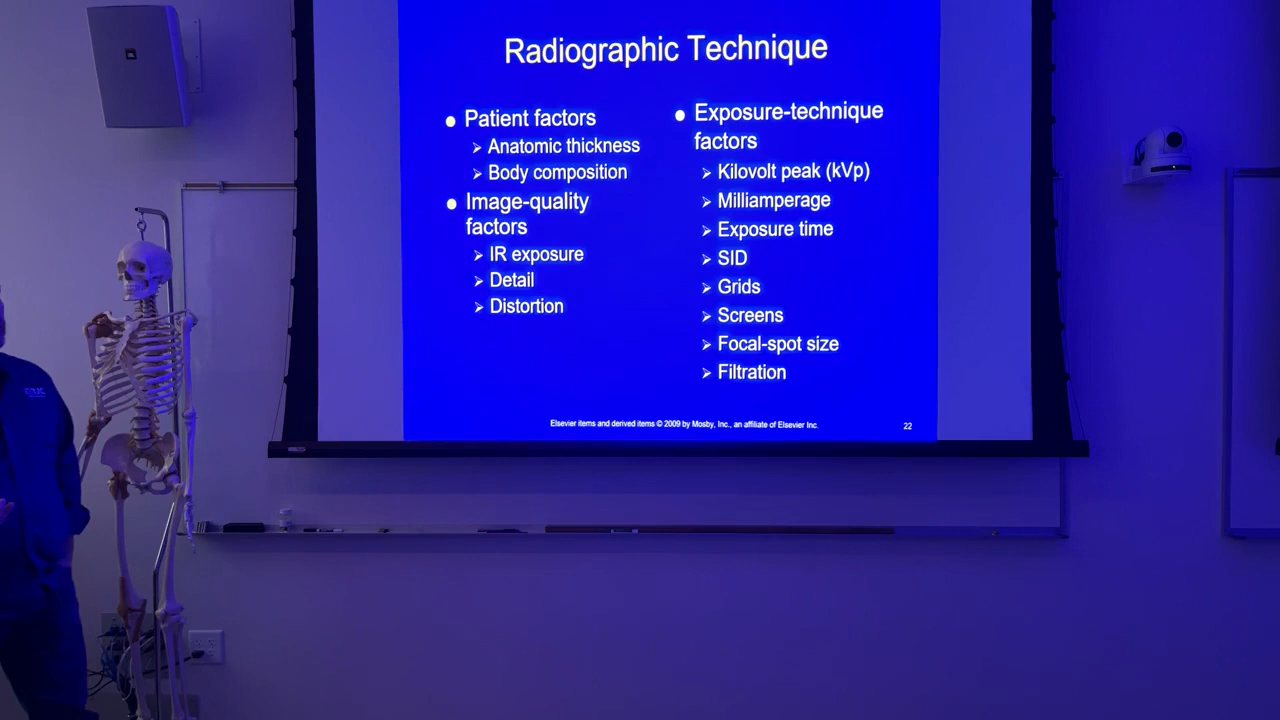 Radiographic Technique
● Patient factors
➢ Anatomic thickness
➢ Body composition
● Image-quality
factors
➢ IR exposure
➢ Detail
➢ Distortion
● Exposure-technique
factors
➢ Kilovolt peak (kVp)
➢ Milliamperage
➢ Exposure time
➢ SID
➢ Grids
➢ Screens
➢ Focal-spot size
➢ Filtration
Elsevier items and derived items © 2009 by Mosby, Inc., an affiliate of Elsevier Inc.
22